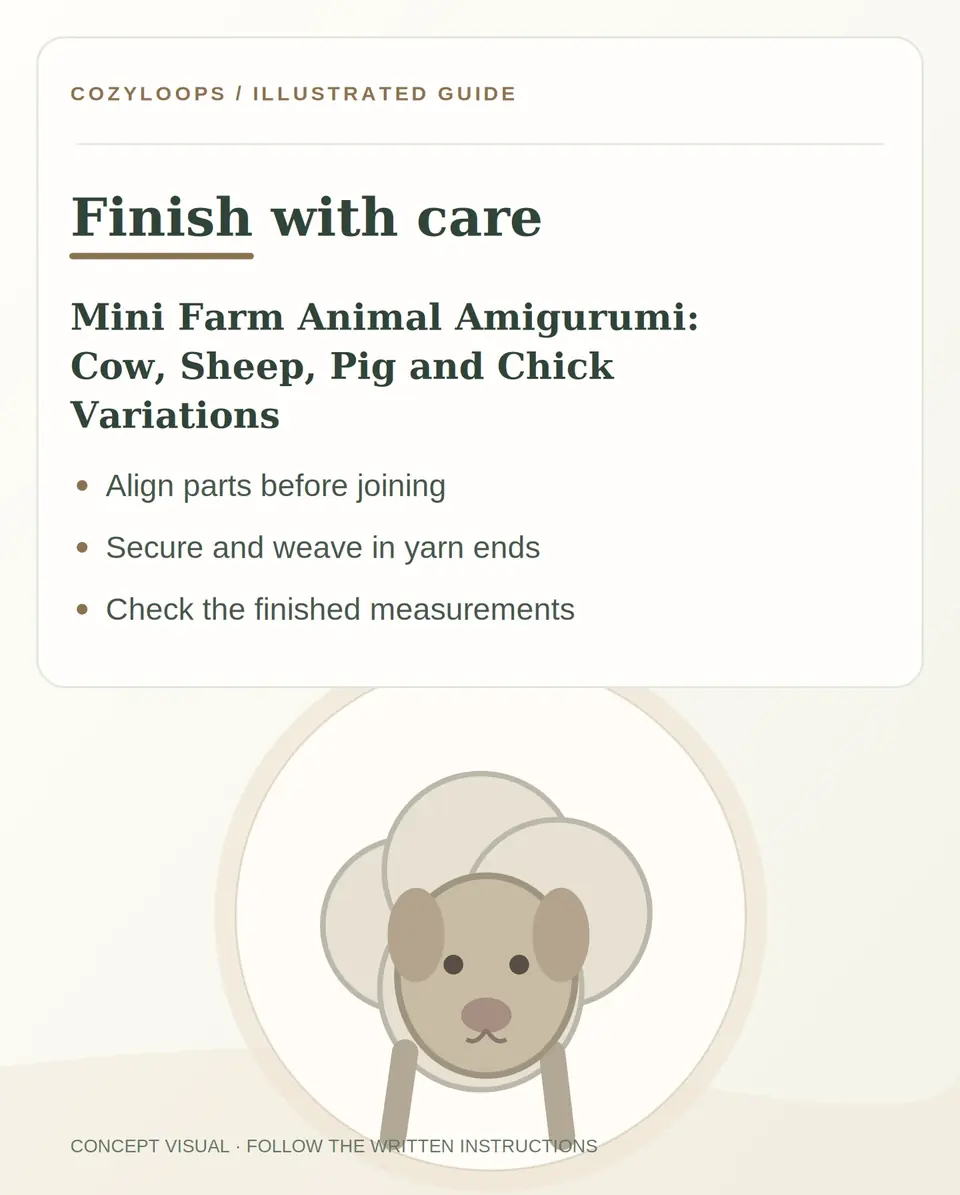 COZYLOOPS / ILLUSTRATED GUIDE
Finish with care
Mini Farm Animal Amigurumi:
Cow, Sheep, Pig and Chick
Variations
• Align parts before joining
• Secure and weave in yarn ends
• Check the finished measurements
CONCEPT VISUAL · FOLLOW THE WRITTEN INSTRUCTIONS